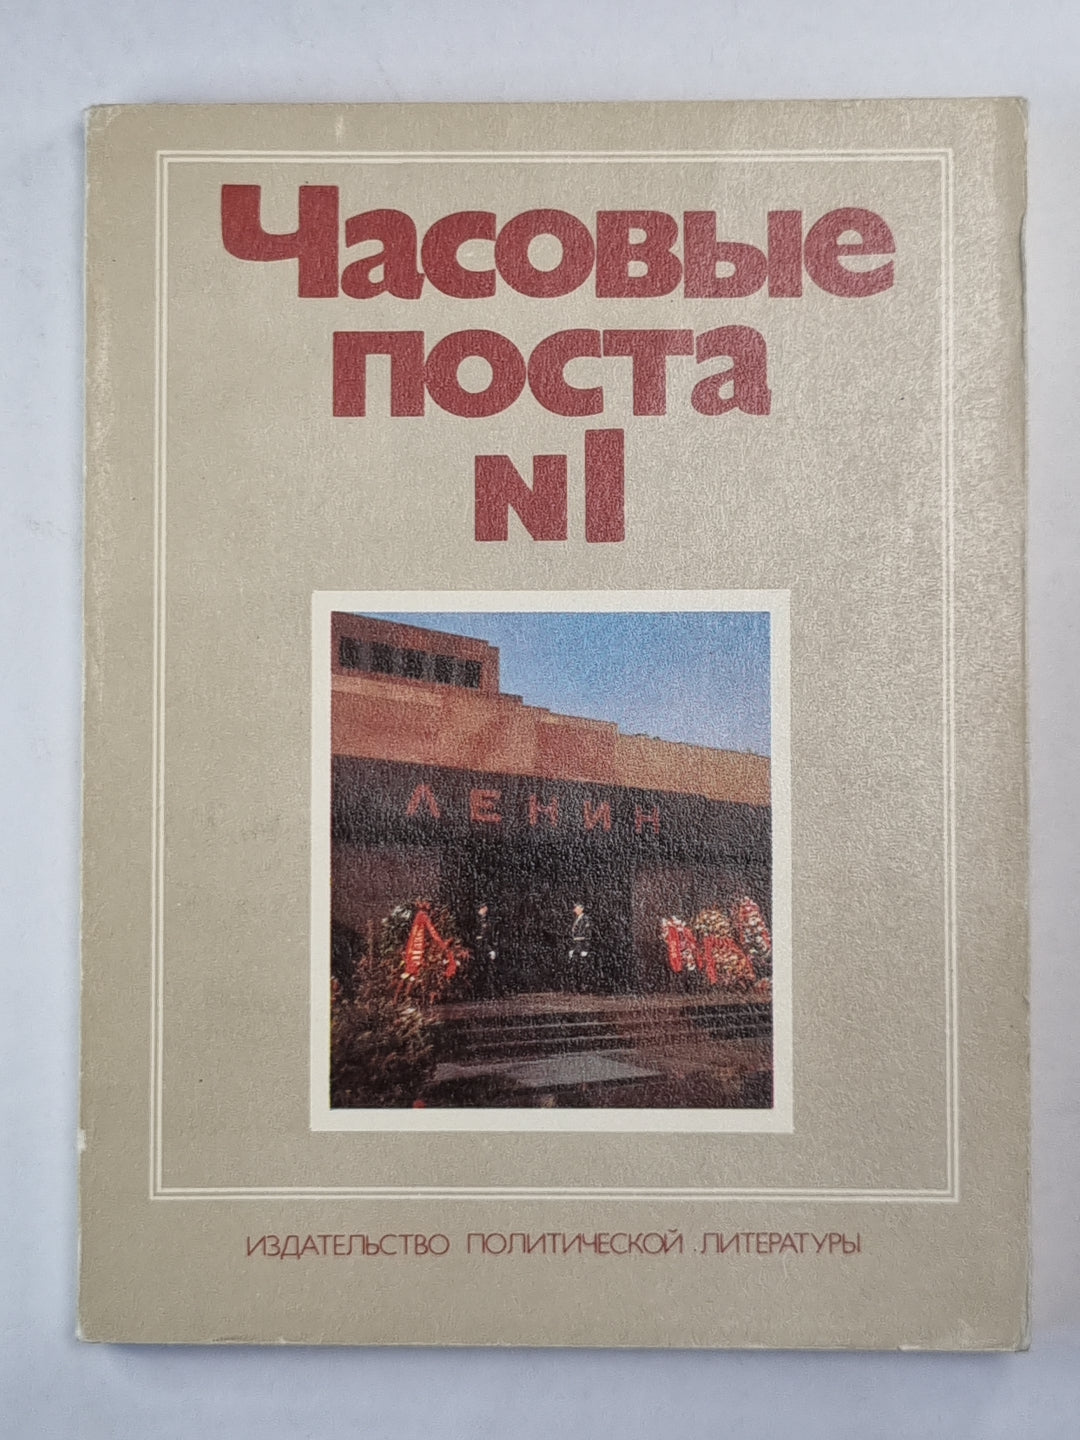 Часовые
поста
N1
ЛЕНИН
ИЗДАТЕЛЬСТВО ПОЛИТИЧЕСКОЙ ЛИТЕРАТУРЫ